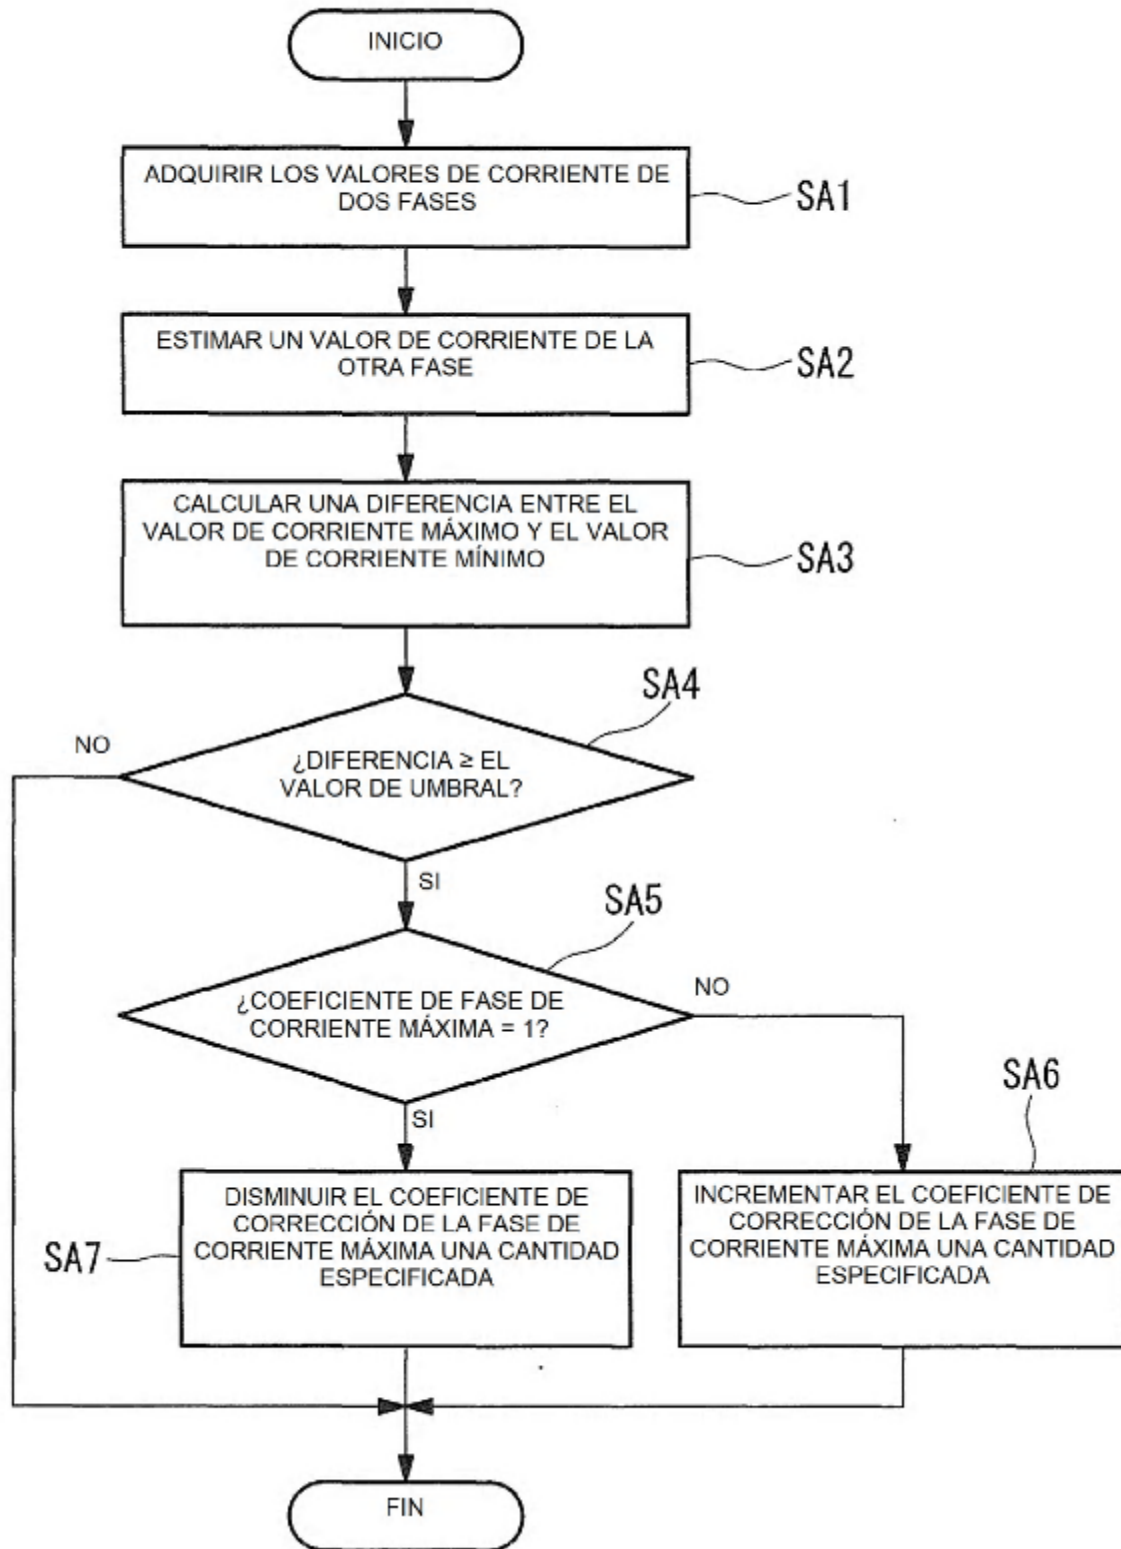 INICIO
ADQUIRIR LOS VALORES DE CORRIENTE DE
DOS FASES
SA1
ESTIMAR UN VALOR DE CORRIENTE DE LA
OTRA FASE
SA2
CALCULAR UNA DIFERENCIA ENTRE EL
VALOR DE CORRIENTE MÁXIMO Y EL VALOR
DE CORRIENTE MÍNIMO
SA3
SA4
NO
¿DIFERENCIA ≥ EL
VALOR DE UMBRAL?
SI
SA5
¿COEFICIENTE DE FASE DE
CORRIENTE MÁXIMA = 1?
NO
SI
SA6
DISMINUIR EL COEFICIENTE DE
CORRECCIÓN DE LA FASE DE
CORRIENTE MÁXIMA UNA CANTIDAD
ESPECIFICADA
SA7
INCREMENTAR EL COEFICIENTE DE
CORRECCIÓN DE LA FASE DE
CORRIENTE MÁXIMA UNA CANTIDAD
ESPECIFICADA
FIN